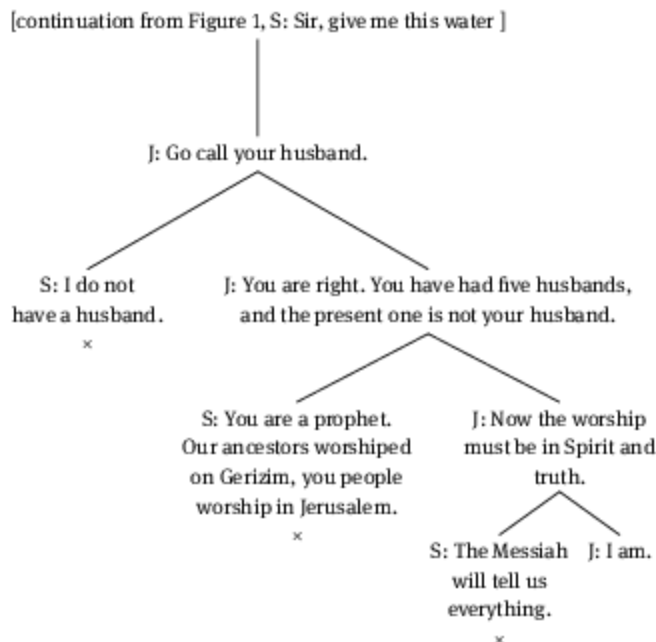 [continuation from Figure 1, S: Sir, give me this water ]
J: Go call your husband.
S: I do not
have a husband.
×
J: You are right. You have had five husbands,
and the present one is not your husband.
S: You are a prophet.
Our ancestors worshiped
on Gerizim, you people
worship in Jerusalem.
×
J: Now the worship
must be in Spirit and
truth.
S: The Messiah
will tell us
everything.
×
J: I am.